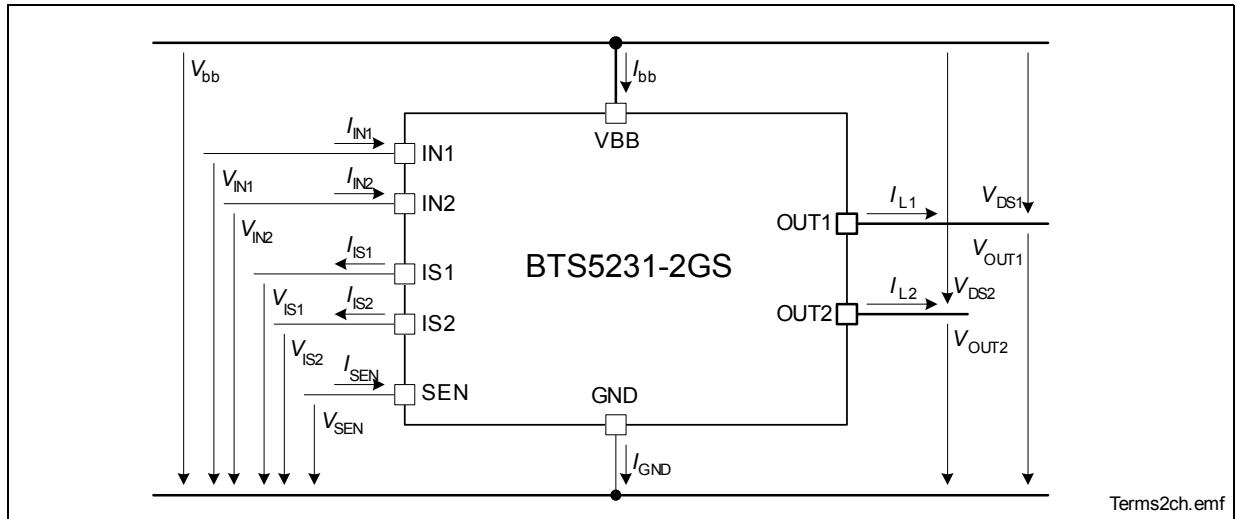 Vbb
Ibb
VBB
IIN1
IN1
VIN1
IIN2
IN2
VIN2
IIS1
IS1
VIS1
IIS2
IS2
VIS2
ISEN
SEN
VSEN
BTS5231-2GS
OUT1
IL1
VDS1
VOUT1
OUT2
IL2
VDS2
VOUT2
GND
IGND
Terms2ch.emf